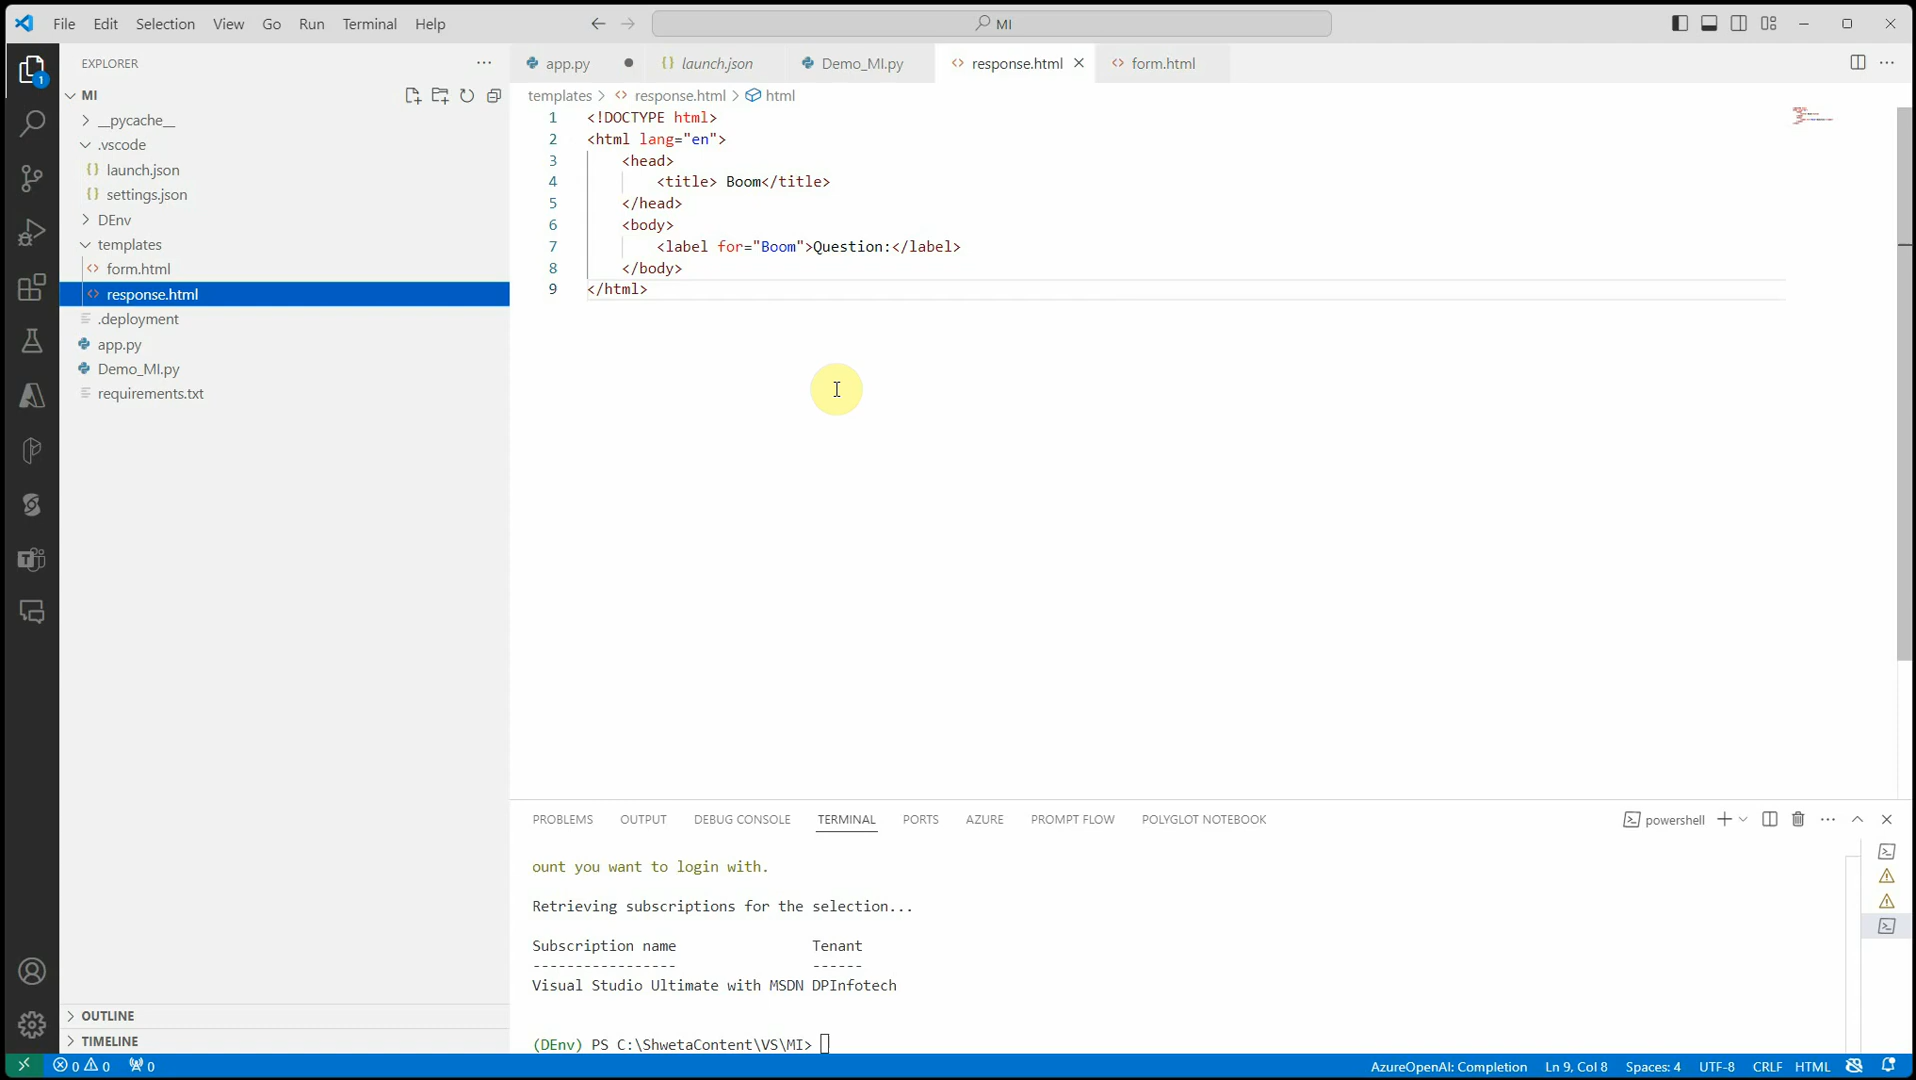 File Edit Selection View Go Run Terminal Help
MI
EXPLORER
app.py
launch.json
Demo_MI.py
response.html
form.html
MI
templates > response.html > html
__pycache__
.vscode
launch.json
settings.json
DEnv
templates
form.html
response.html
.deployment
app.py
Demo_MI.py
requirements.txt
1 <!DOCTYPE html>
2 <html lang="en">
3 <head>
4 <title> Boom</title>
5 </head>
6 <body>
7 <label for="Boom">Question:</label>
8 </body>
9 </html>
1
PROBLEMS OUTPUT DEBUG CONSOLE TERMINAL PORTS AZURE PROMPT FLOW POLYGLOT NOTEBOOK
powershell
ount you want to login with.
Retrieving subscriptions for the selection...
Subscription name Tenant
----------------- ------
Visual Studio Ultimate with MSDN DPInfotech
(DEnv) PS C:\ShwetaContent\VS\MI>
OUTLINE
TIMELINE
0 0 0
AzureOpenAI: Completion Ln 9, Col 8 Spaces: 4 UTF-8 CRLF HTML